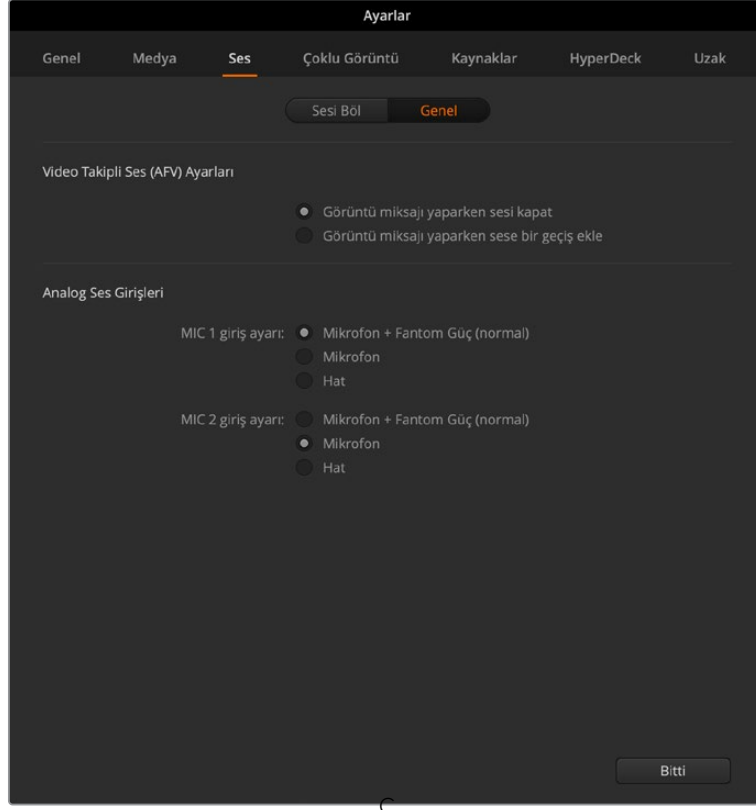 Ayarlar
Genel Medya Ses Çoklu Görüntü Kaynaklar HyperDeck Uzak
Sesi Böl Genel
Video Takipli Ses (AFV) Ayarları
Görüntü miksajı yaparken sesi kapat
Görüntü miksajı yaparken sese bir geçiş ekle
Analog Ses Girişleri
MIC 1 giriş ayarı: Mikrofon + Fantom Güç (normal)
Mikrofon
Hat
MIC 2 giriş ayarı: Mikrofon + Fantom Güç (normal)
Mikrofon
Hat
Bitti